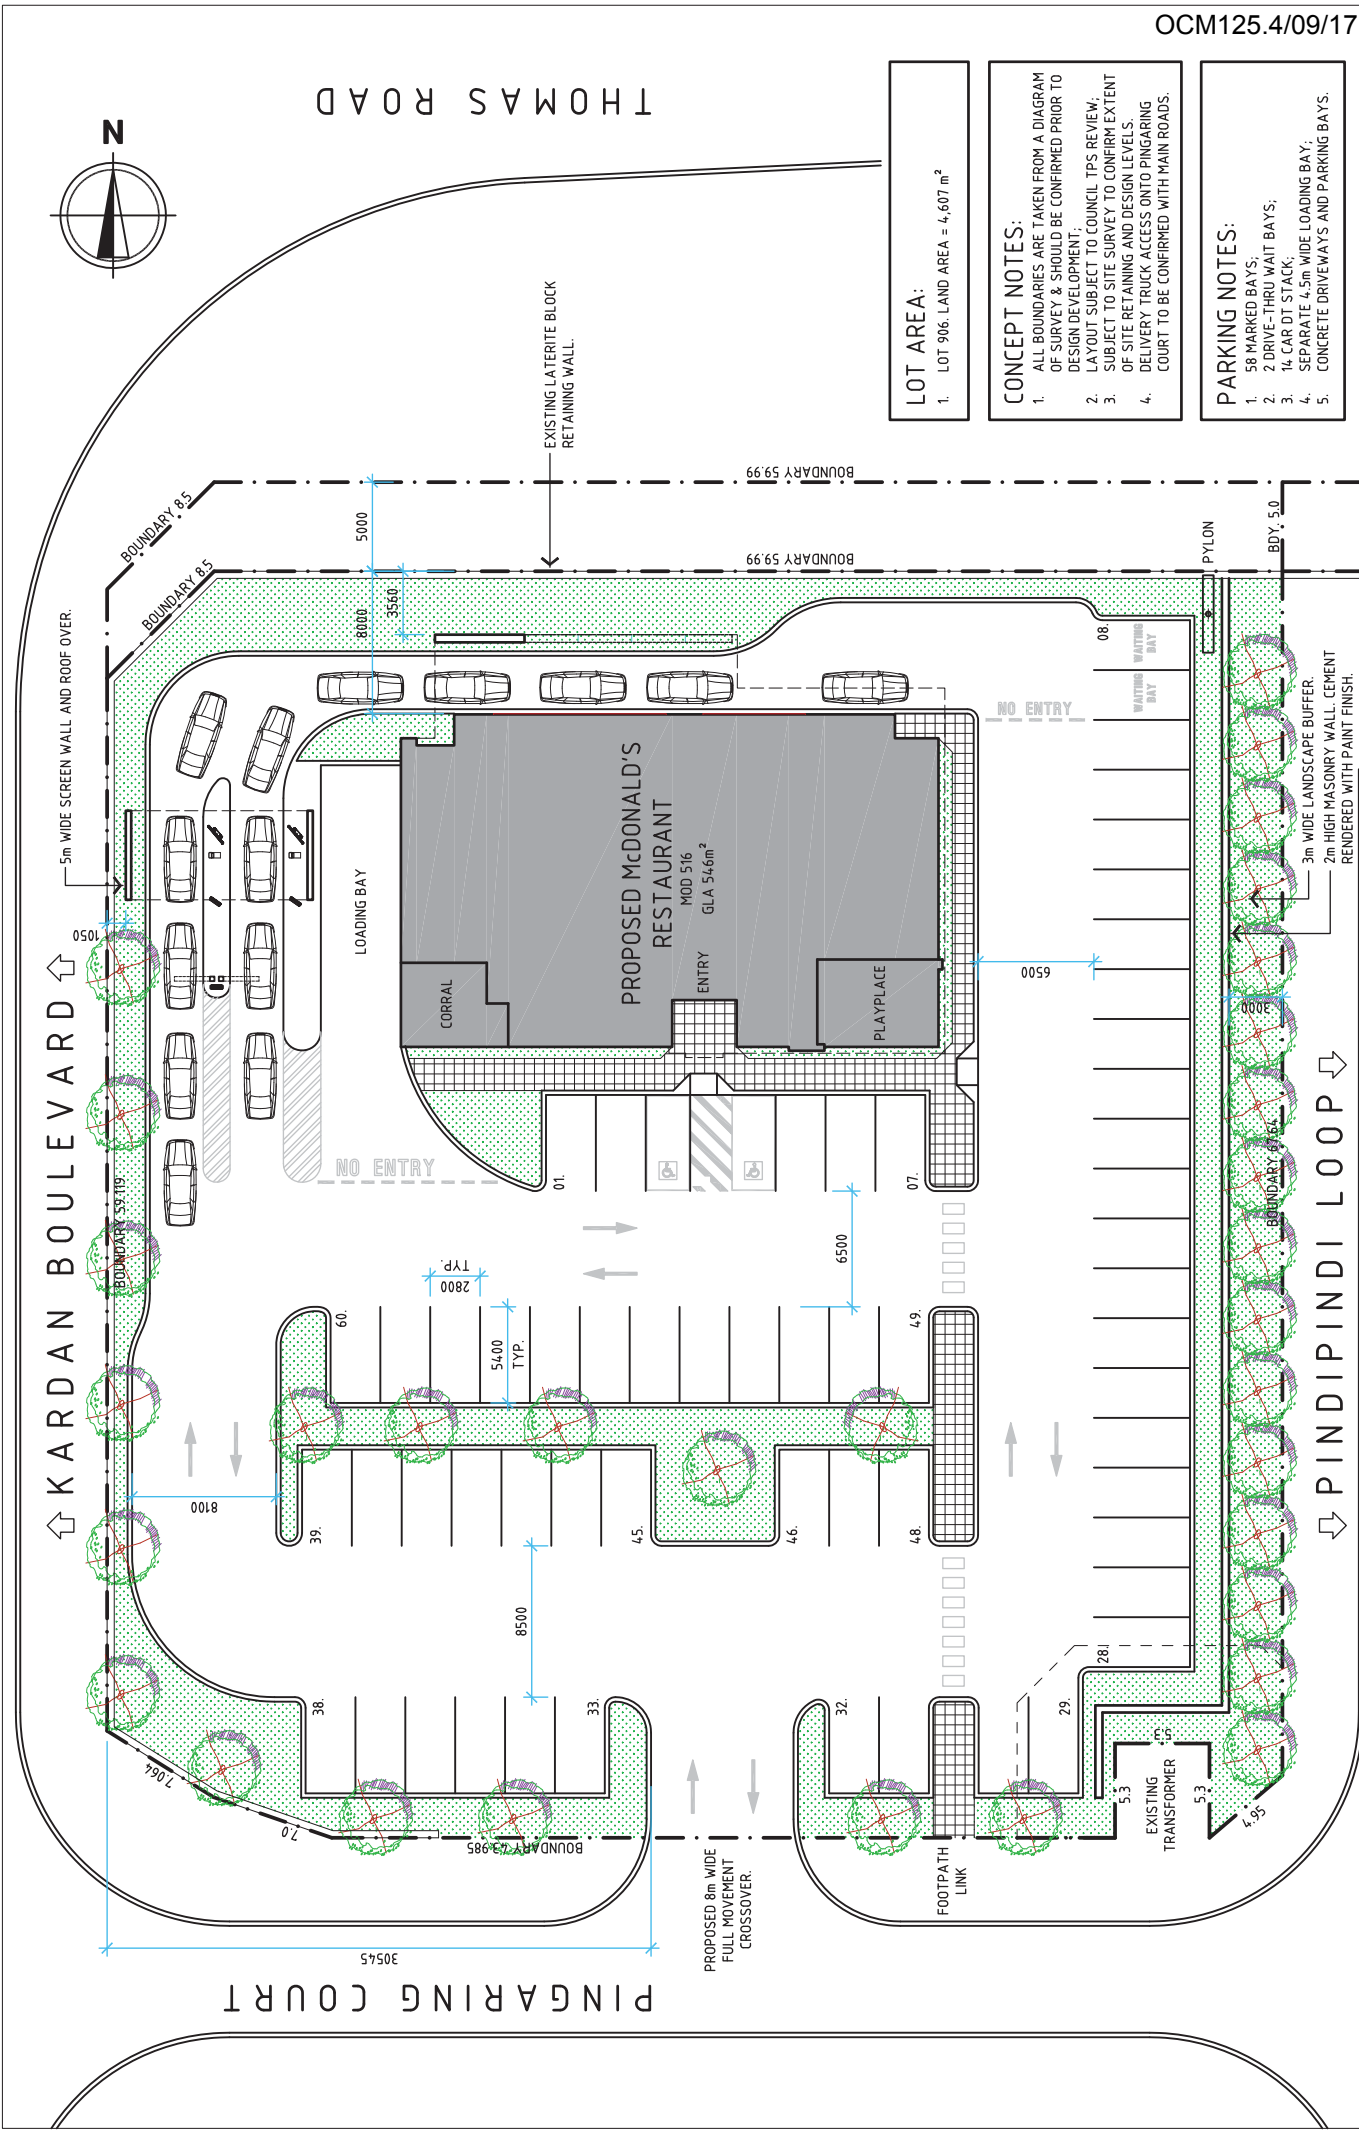 OCM125.4/09/17
THOMAS ROAD
N
LOT AREA:
1. LOT 906. LAND AREA = 4,607 m²
CONCEPT NOTES:
1. ALL BOUNDARIES ARE TAKEN FROM A DIAGRAM
OF SURVEY & SHOULD BE CONFIRMED PRIOR TO
DESIGN DEVELOPMENT;
2. LAYOUT SUBJECT TO COUNCIL TPS REVIEW;
3. SUBJECT TO SITE SURVEY TO CONFIRM EXTENT
OF SITE RETAINING AND DESIGN LEVELS.
4. DELIVERY TRUCK ACCESS ONTO PINGARING
COURT TO BE CONFIRMED WITH MAIN ROADS.
PARKING NOTES:
1. 58 MARKED BAYS;
2. 2 DRIVE-THRU WAIT BAYS;
3. 14 CAR DT STACK;
4. SEPARATE 4.5m WIDE LOADING BAY;
5. CONCRETE DRIVEWAYS AND PARKING BAYS.
EXISTING LATERITE BLOCK
RETAINING WALL.
BOUNDARY 8.5
BOUNDARY 8.5
5000
8000
3560
BOUNDARY 59.99
BOUNDARY 59.99
BDY. 5.0
PYLON
5m WIDE SCREEN WALL AND ROOF OVER.
1050
KARDAN BOULEVARD
BOUNDARY 59.119
LOADING BAY
PROPOSED McDONALD'S
RESTAURANT
MOD 516
GLA 546m²
CORRAL
ENTRY
PLAYPLACE
NO ENTRY
NO ENTRY
08.
WAITING
BAY
WAITING
BAY
3m WIDE LANDSCAPE BUFFER.
2m HIGH MASONRY WALL. CEMENT
RENDERED WITH PAINT FINISH.
6500
3000
01.
07.
6500
2800
TYP.
5400
TYP.
60.
49.
BOUNDARY 67.64
PINDIPINDI LOOP
8100
39.
45.
46.
48.
8500
38.
33.
32.
29.
28.
7.064
7.0
BOUNDARY 43.985
30545
PROPOSED 8m WIDE
FULL MOVEMENT
CROSSOVER.
FOOTPATH
LINK
5.3
5.3
5.3
EXISTING
TRANSFORMER
4.95
PINGARING COURT